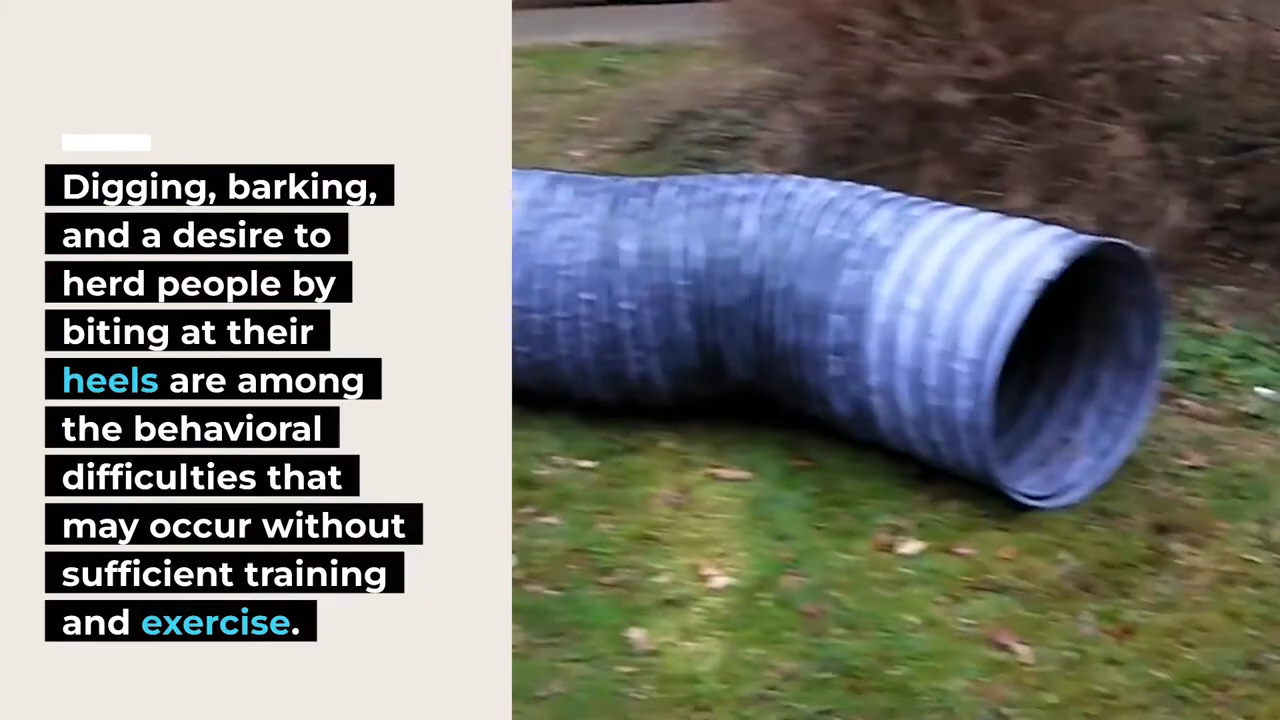 Digging, barking,
and a desire to
herd people by
biting at their
heels are among
the behavioral
difficulties that
may occur without
sufficient training
and exercise.